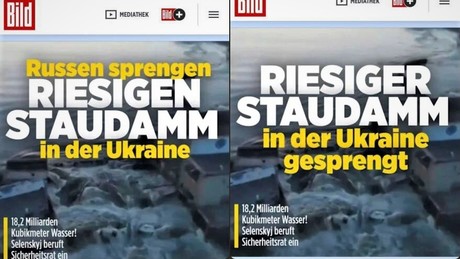 Bild
MEDIATHEK
Bild +
Russen sprengen
RIESIGEN
STAUDAMM
in der Ukraine
18,2 Milliarden
Kubikmeter Wasser!
Selenskyj beruft
Sicherheitsrat ein
Bild
MEDIATHEK
Bild +
RIESIGER
STAUDAMM
in der Ukraine
gesprengt
18,2 Milliarden
Kubikmeter Wasser!
Selenskyj beruft
Sicherheitsrat ein